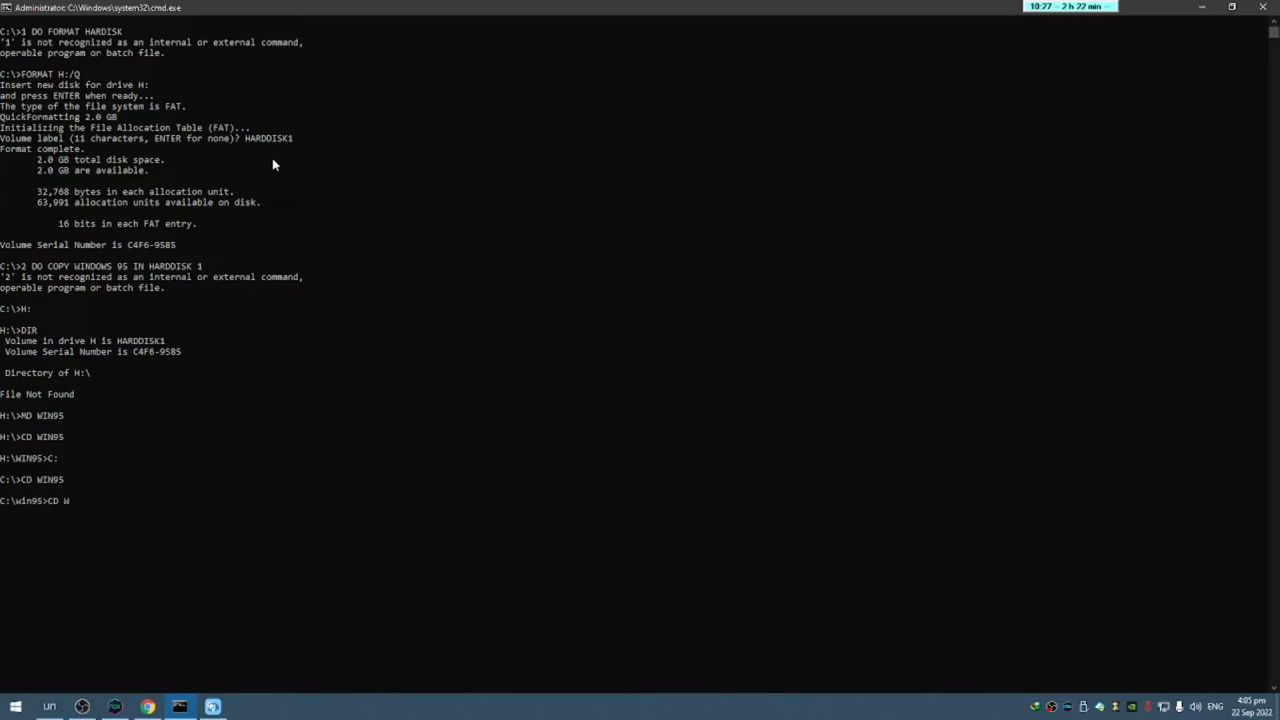 Administrator: C:\Windows\system32\cmd.exe
10:27 - 2 h 22 min
C:\>1 DO FORMAT HARDISK
'1' is not recognized as an internal or external command,
operable program or batch file.
C:\>FORMAT H:/Q
Insert new disk for drive H:
and press ENTER when ready...
The type of the file system is FAT.
QuickFormatting 2.0 GB
Initializing the File Allocation Table (FAT)...
Volume label (11 characters, ENTER for none)? HARDDISK1
Format complete.
2.0 GB total disk space.
2.0 GB are available.
32,768 bytes in each allocation unit.
63,991 allocation units available on disk.
16 bits in each FAT entry.
Volume Serial Number is C4F6-9585
C:\>2 DO COPY WINDOWS 95 IN HARDDISK 1
'2' is not recognized as an internal or external command,
operable program or batch file.
C:\>H:
H:\>DIR
Volume in drive H is HARDDISK1
Volume Serial Number is C4F6-9585
Directory of H:\
File Not Found
H:\>MD WIN95
H:\>CD WIN95
H:\WIN95>C:
C:\>CD WIN95
C:\win95>CD W
un
ENG
4:05 pm
22 Sep 2022